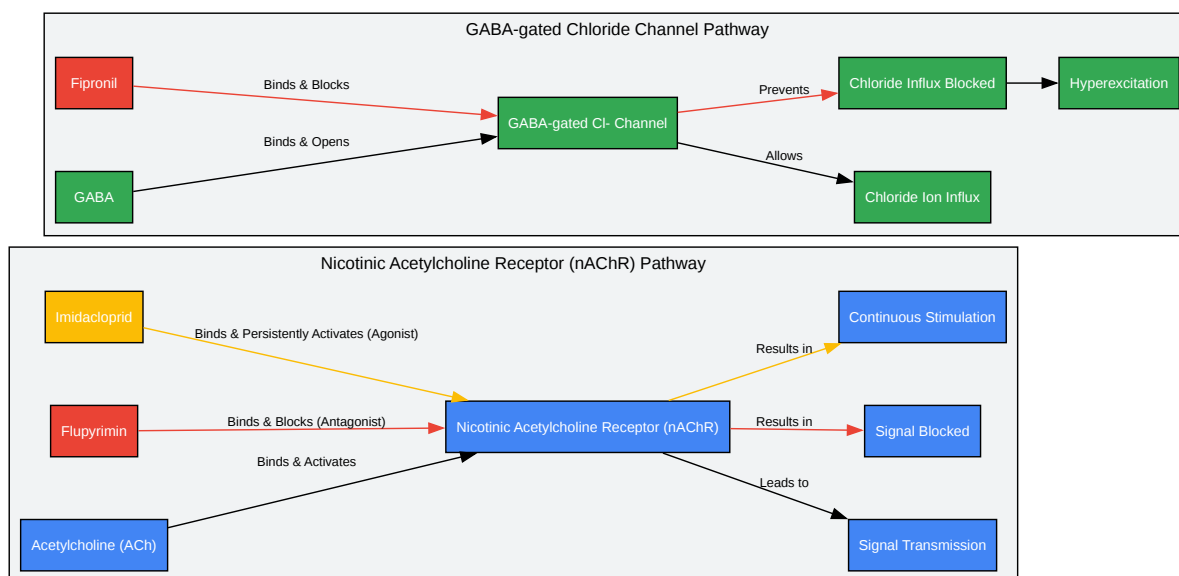 GABA-gated Chloride Channel Pathway
Fipronil
Binds & Blocks
GABA-gated Cl- Channel
Prevents
Chloride Influx Blocked
Hyperexcitation
Binds & Opens
GABA
Allows
Chloride Ion Influx
Nicotinic Acetylcholine Receptor (nAChR) Pathway
Imidacloprid
Binds & Persistently Activates (Agonist)
Results in
Continuous Stimulation
Flupyrimin
Binds & Blocks (Antagonist)
Nicotinic Acetylcholine Receptor (nAChR)
Results in
Signal Blocked
Binds & Activates
Acetylcholine (ACh)
Leads to
Signal Transmission